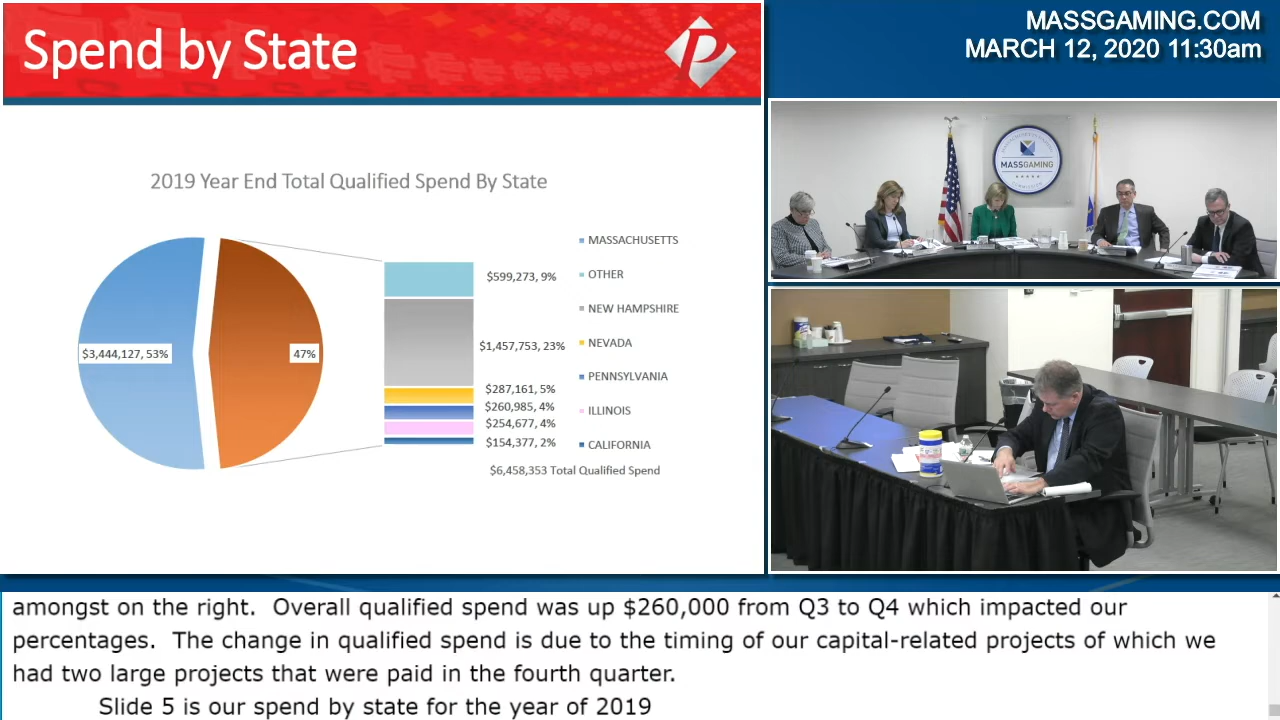 Spend by State
MASSGAMING.COM
MARCH 12, 2020 11:30am
2019 Year End Total Qualified Spend By State
$3,444,127, 53%
47%
$599,273, 9%
$1,457,753, 23%
$287,161, 5%
$260,985, 4%
$254,677, 4%
$154,377, 2%
MASSACHUSETTS
OTHER
NEW HAMPSHIRE
NEVADA
PENNSYLVANIA
ILLINOIS
CALIFORNIA
$6,458,353 Total Qualified Spend
MASSGAMING
amongst on the right.  Overall qualified spend was up $260,000 from Q3 to Q4 which impacted our
percentages.  The change in qualified spend is due to the timing of our capital-related projects of which we
had two large projects that were paid in the fourth quarter.
Slide 5 is our spend by state for the year of 2019